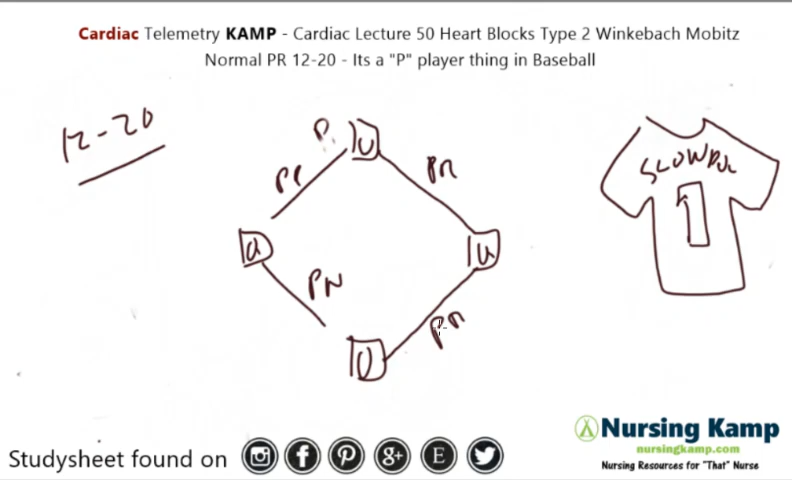 Cardiac Telemetry KAMP - Cardiac Lecture 50 Heart Blocks Type 2 Winkebach Mobitz
Normal PR 12-20 - Its a "P" player thing in Baseball
12-20
P
PR
PR
1
PR
Nursing Kamp
nursingkamp.com
Nursing Resources for "That" Nurse
Studysheet found on